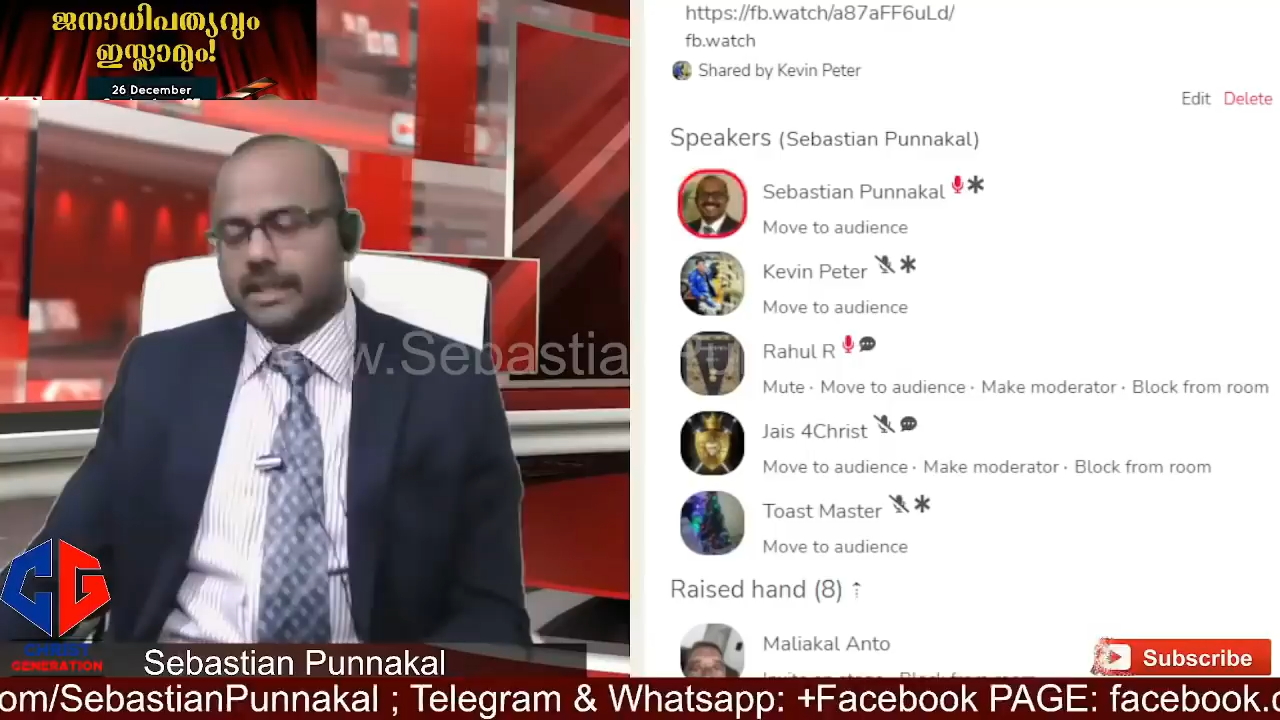 ജനാധിപത്യവും
ഇസ്ലാമും!
26 December
https://fb.watch/a87aFF6uLd/
fb.watch
Shared by Kevin Peter
Edit Delete
Speakers (Sebastian Punnakal)
Sebastian Punnakal
Move to audience
Kevin Peter
Move to audience
Rahul R
Mute · Move to audience · Make moderator · Block from room
Jais 4Christ
Move to audience · Make moderator · Block from room
Toast Master
Move to audience
Raised hand (8)
Maliakal Anto
w.Sebastia
CG
CHRIST
GENERATION
Sebastian Punnakal
Subscribe
om/SebastianPunnakal ; Telegram & Whatsapp: +Facebook PAGE: facebook.c